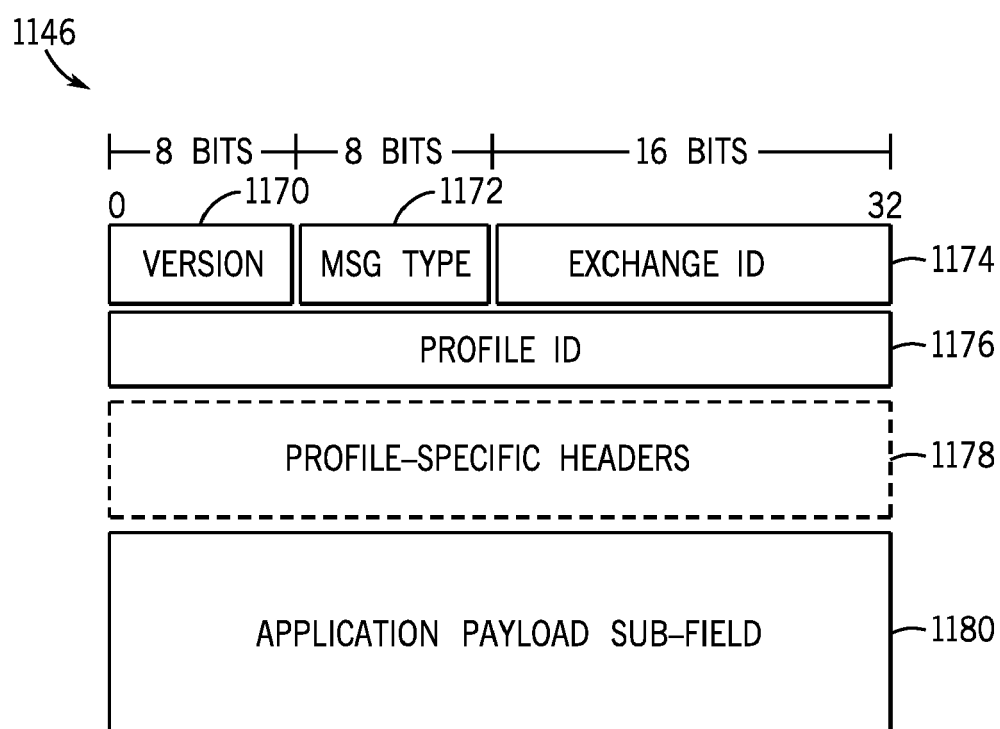 1146
8 BITS 8 BITS 16 BITS
1170 1172
0 32
VERSION MSG TYPE EXCHANGE ID 1174
PROFILE ID 1176
PROFILE–SPECIFIC HEADERS 1178
APPLICATION PAYLOAD SUB–FIELD 1180